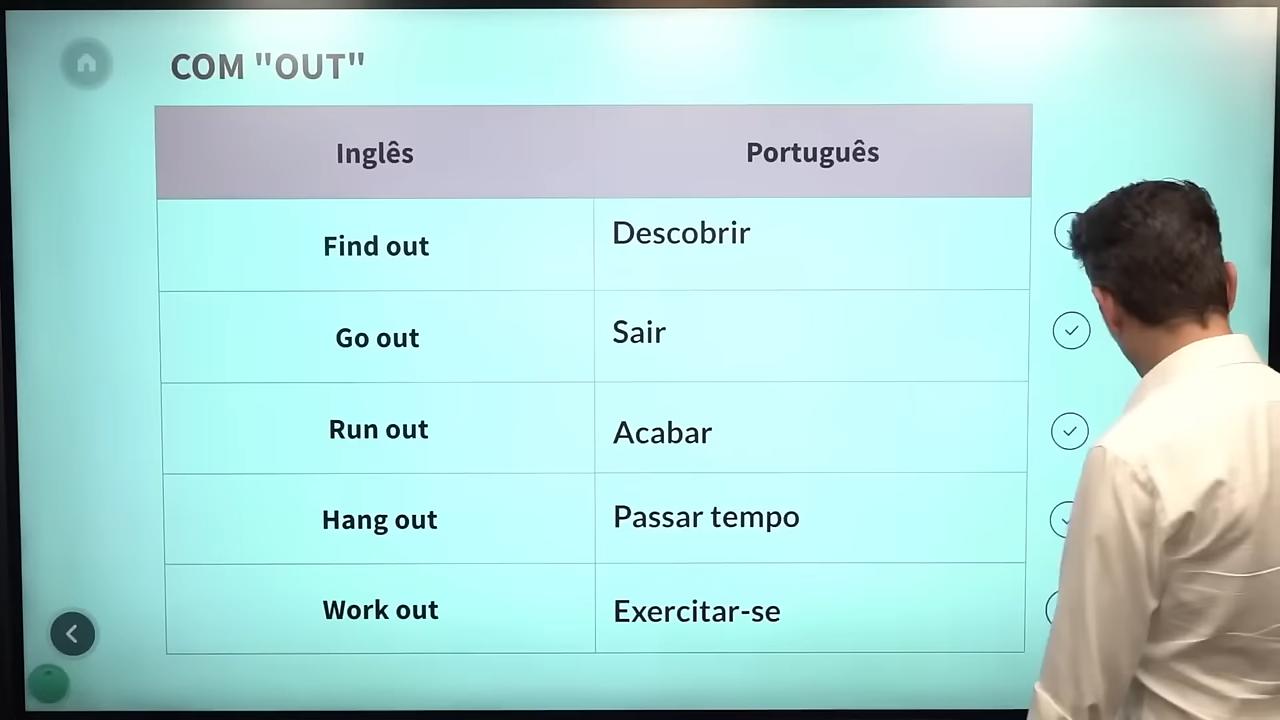 COM "OUT"
Inglês Português
Find out Descobrir
Go out Sair
Run out Acabar
Hang out Passar tempo
Work out Exercitar-se